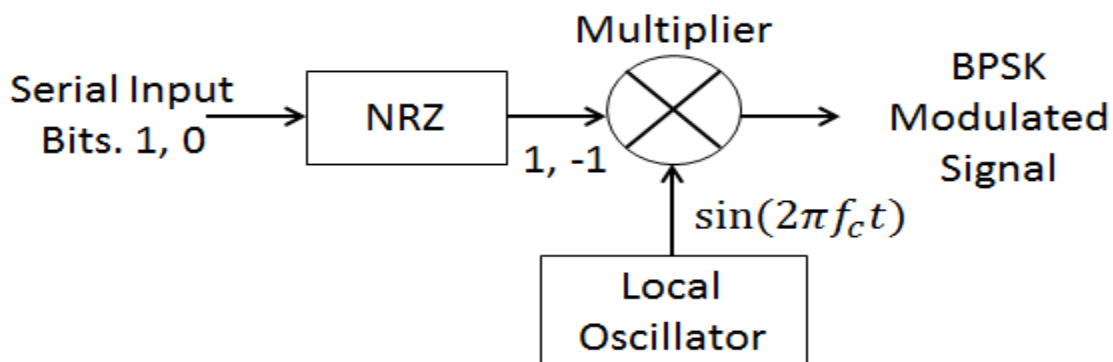 Multiplier
Serial Input
Bits. 1, 0
NRZ
1, -1
BPSK
Modulated
Signal
sin(2πf_c t)
Local
Oscillator